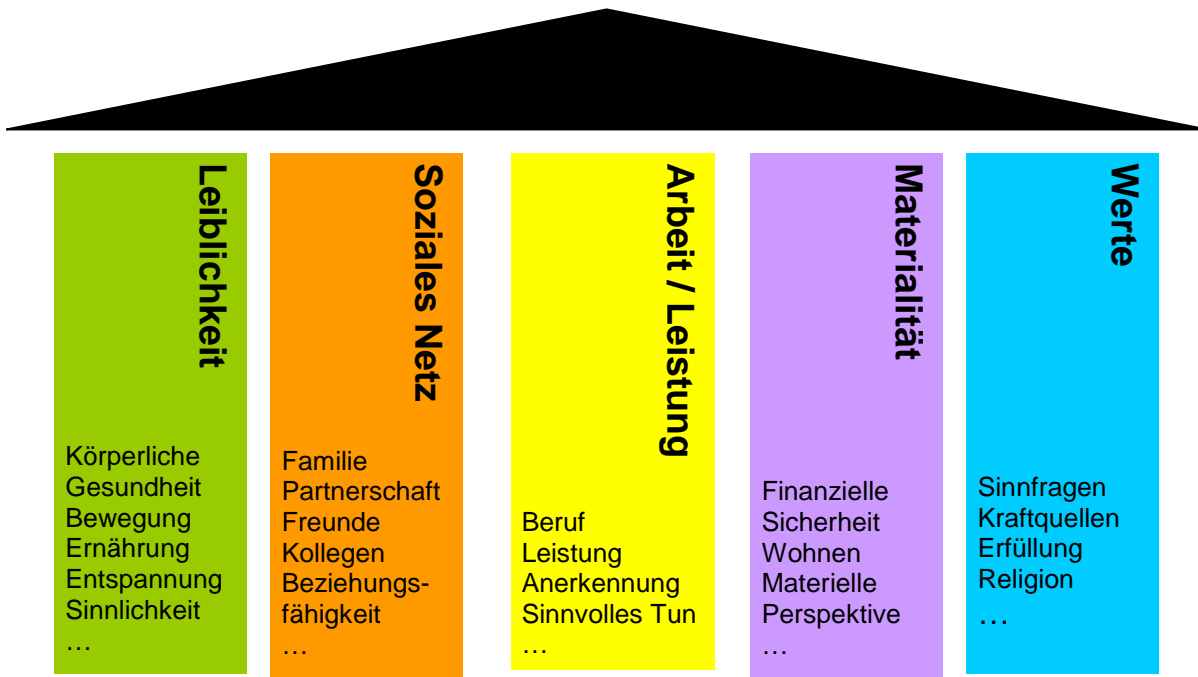 Leiblichkeit
Körperliche
Gesundheit
Bewegung
Ernährung
Entspannung
Sinnlichkeit
…
Soziales Netz
Familie
Partnerschaft
Freunde
Kollegen
Beziehungs-
fähigkeit
…
Arbeit / Leistung
Beruf
Leistung
Anerkennung
Sinnvolles Tun
…
Materialität
Finanzielle
Sicherheit
Wohnen
Materielle
Perspektive
…
Werte
Sinnfragen
Kraftquellen
Erfüllung
Religion
…